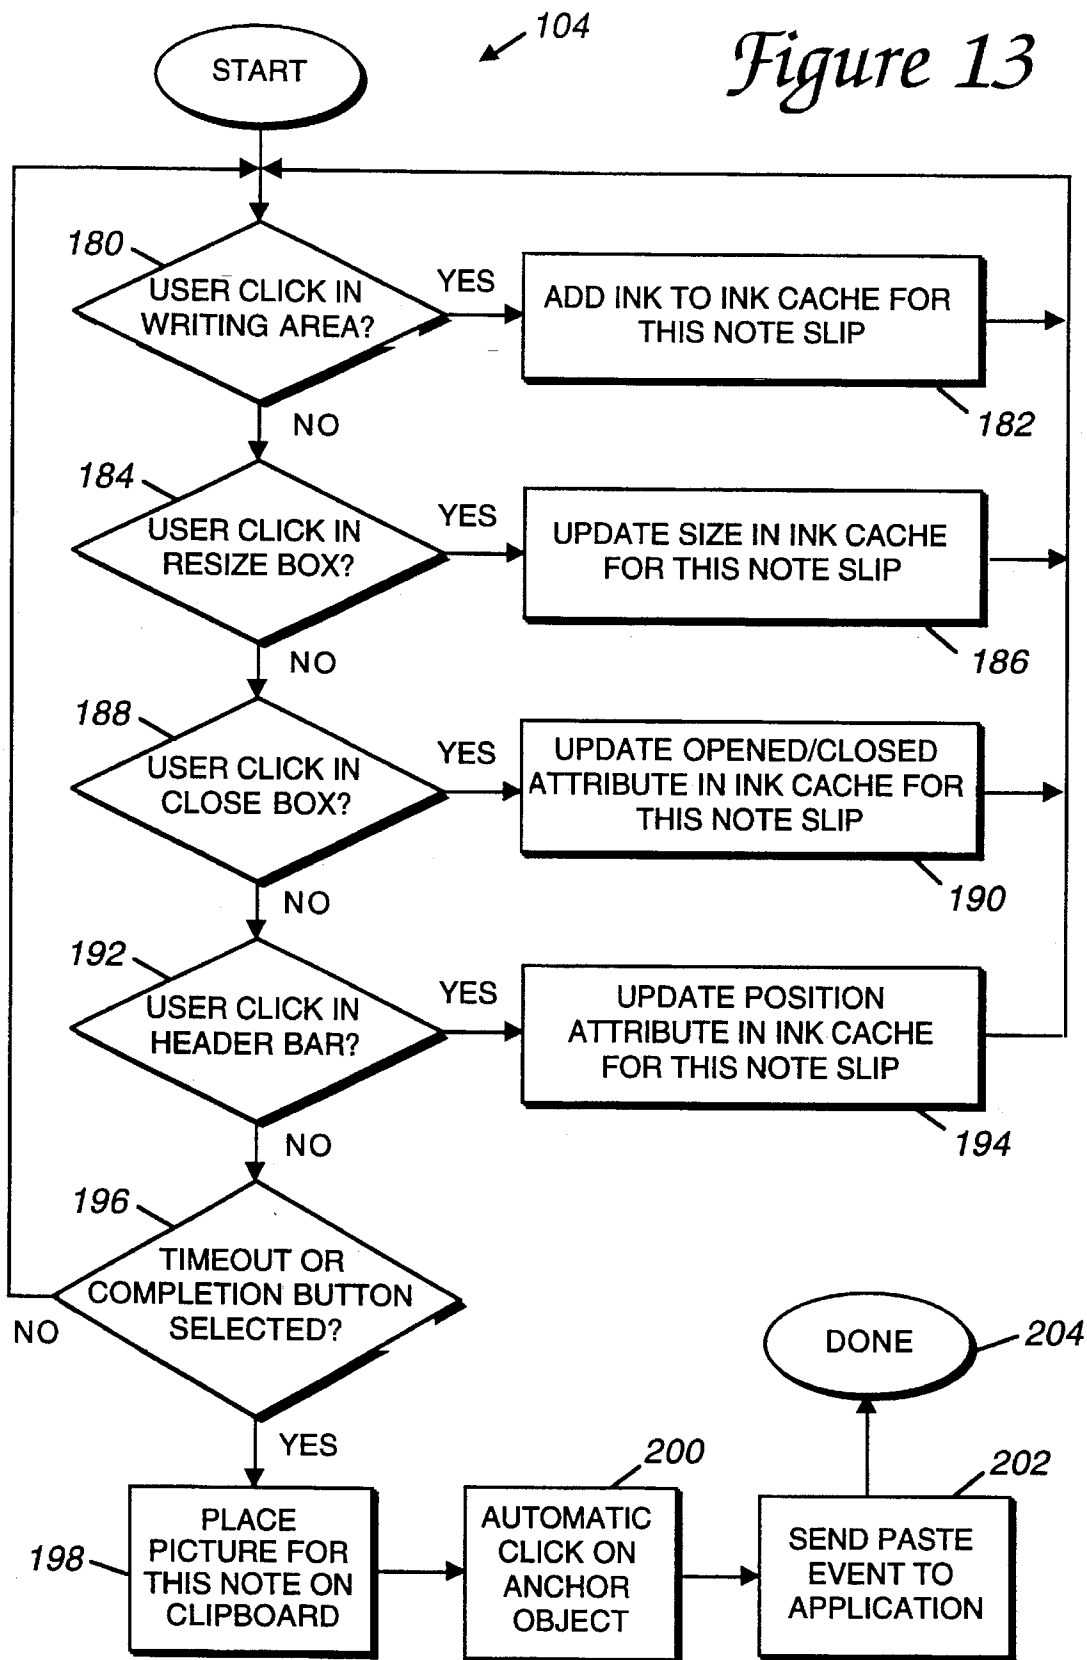 104
Figure 13
START
180
USER CLICK IN
WRITING AREA?
YES
ADD INK TO INK CACHE FOR
THIS NOTE SLIP
182
NO
184
USER CLICK IN
RESIZE BOX?
YES
UPDATE SIZE IN INK CACHE
FOR THIS NOTE SLIP
186
NO
188
USER CLICK IN
CLOSE BOX?
YES
UPDATE OPENED/CLOSED
ATTRIBUTE IN INK CACHE FOR
THIS NOTE SLIP
190
NO
192
USER CLICK IN
HEADER BAR?
YES
UPDATE POSITION
ATTRIBUTE IN INK CACHE
FOR THIS NOTE SLIP
194
NO
196
TIMEOUT OR
COMPLETION BUTTON
SELECTED?
NO
YES
198
PLACE
PICTURE FOR
THIS NOTE ON
CLIPBOARD
200
AUTOMATIC
CLICK ON
ANCHOR
OBJECT
202
SEND PASTE
EVENT TO
APPLICATION
DONE
204